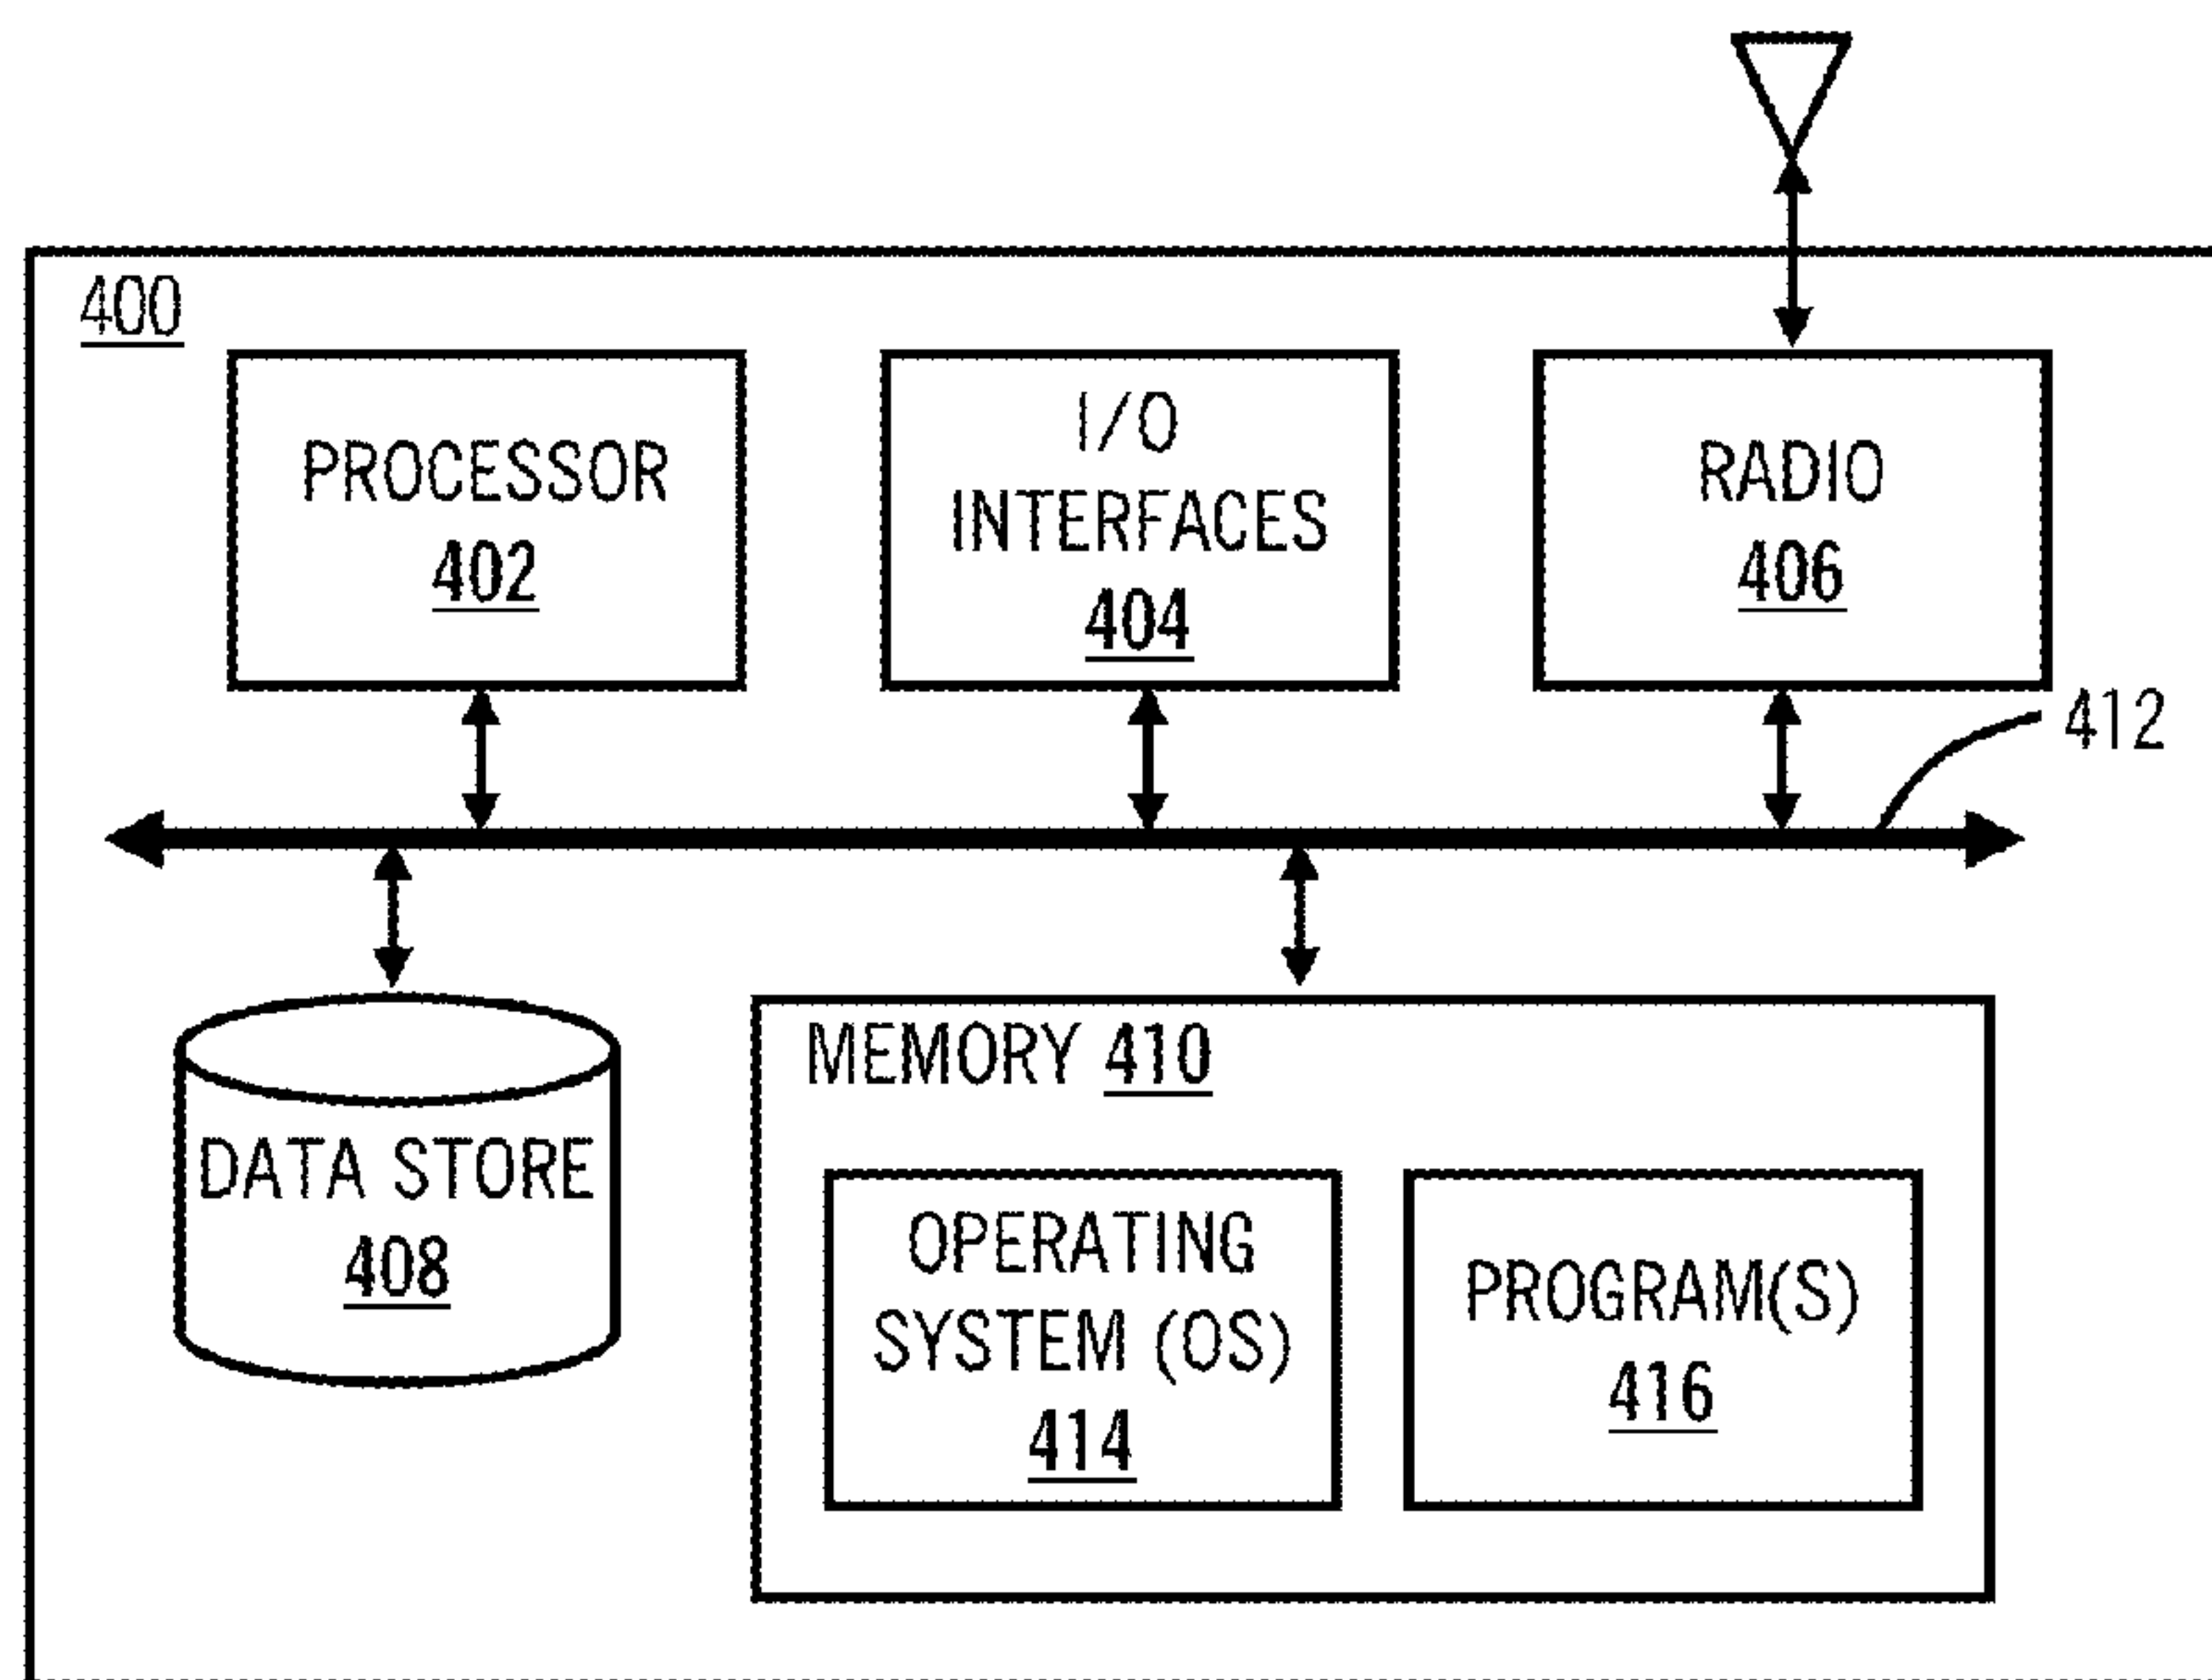 400
PROCESSOR
402
I/O
INTERFACES
404
RADIO
406
412
DATA STORE
408
MEMORY 410
OPERATING
SYSTEM (OS)
414
PROGRAM(S)
416